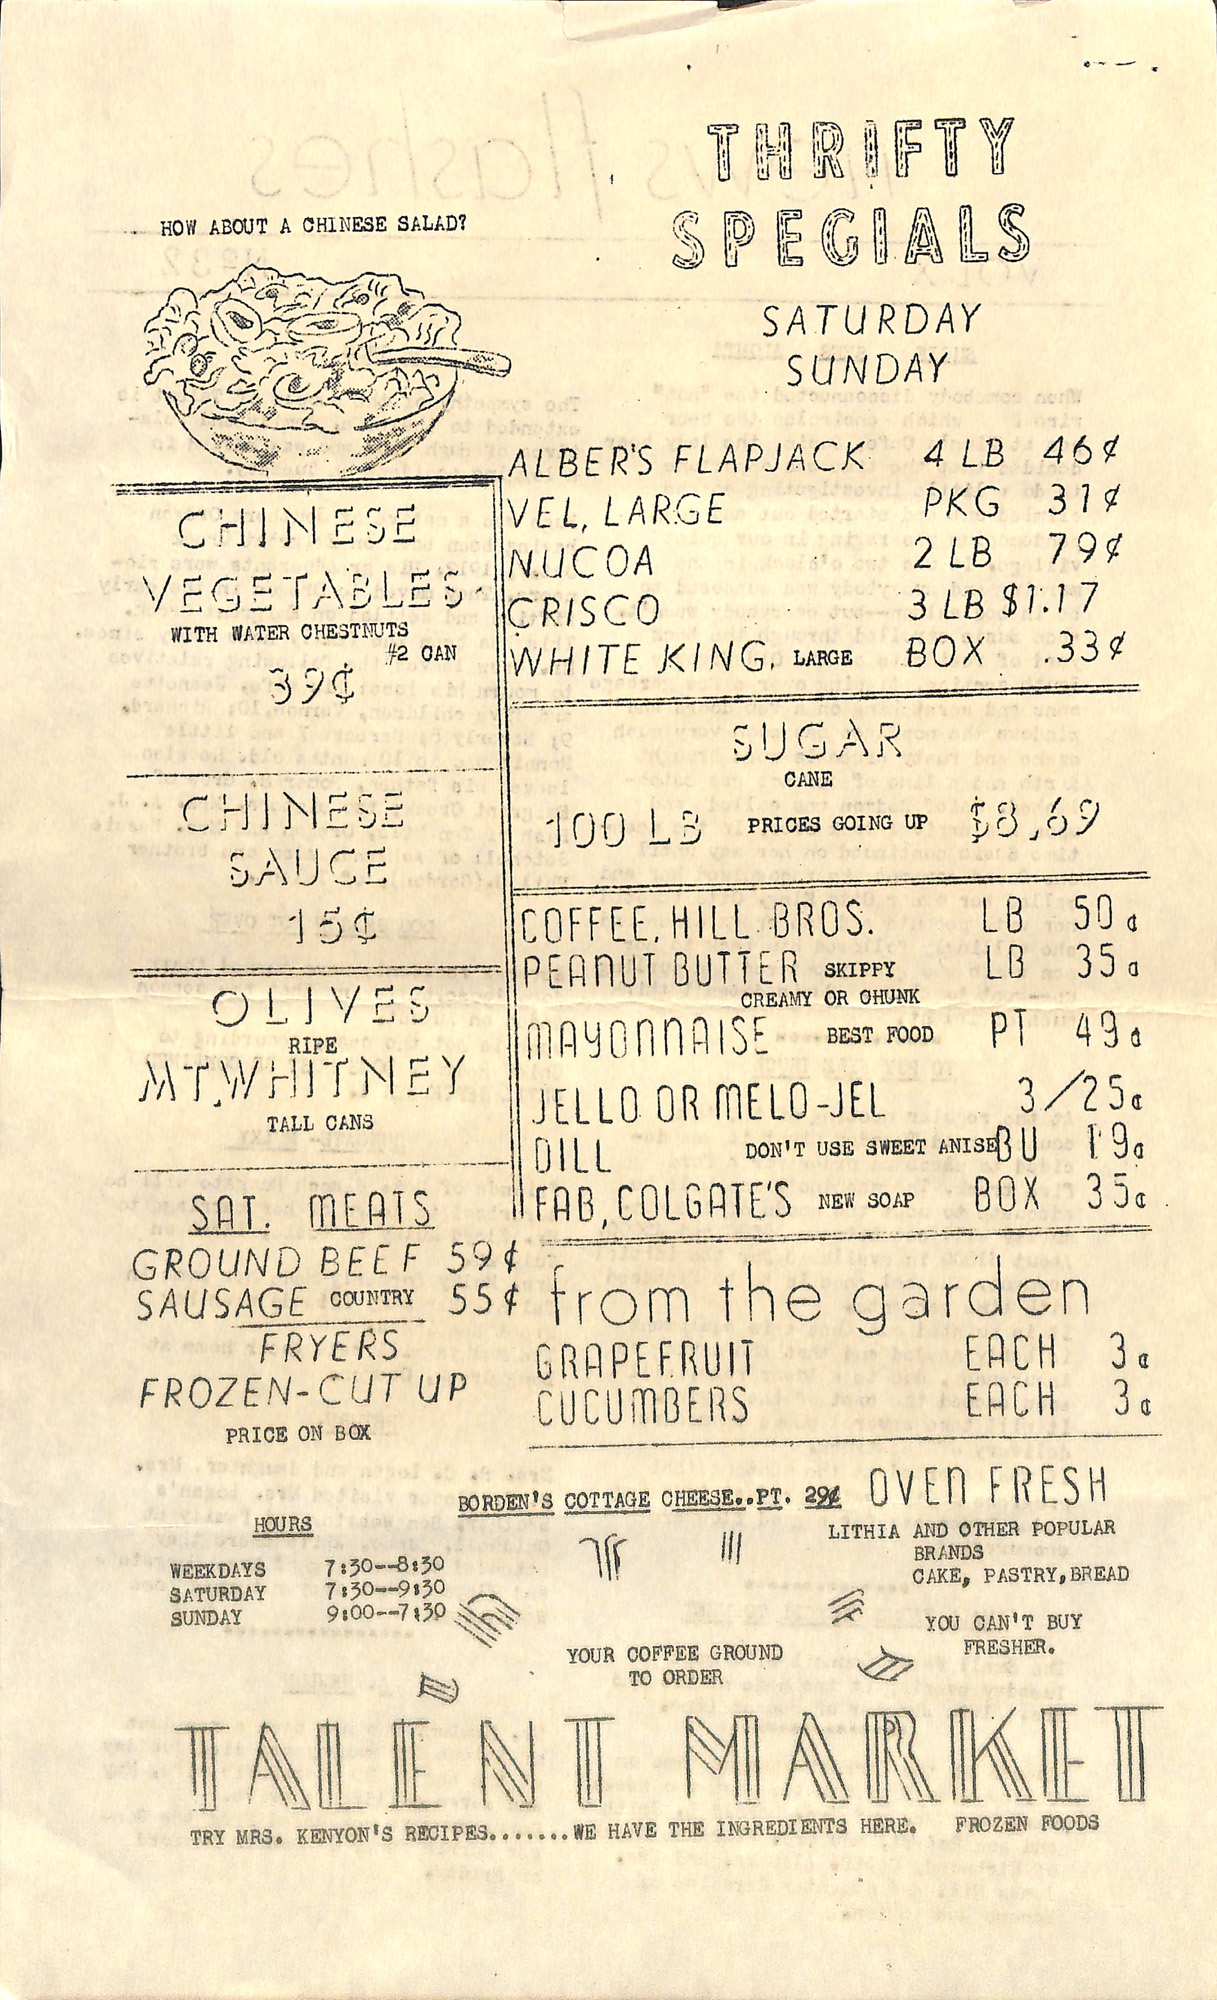 THRIFTY
SPECIALS
SATURDAY
SUNDAY
HOW ABOUT A CHINESE SALAD?
CHINESE
VEGETABLES
WITH WATER CHESTNUTS
#2 CAN
39¢
CHINESE
SAUCE
15¢
OLIVES
RIPE
MT.WHITNEY
TALL CANS
SAT. MEATS
GROUND BEEF 59¢
SAUSAGE COUNTRY 55¢
FRYERS
FROZEN-CUT UP
PRICE ON BOX
ALBER'S FLAPJACK 4 LB 46¢
VEL, LARGE PKG 31¢
NUCOA 2 LB 79¢
CRISCO 3 LB $1.17
WHITE KING, LARGE BOX .33¢
SUGAR
CANE
100 LB PRICES GOING UP $8.69
COFFEE, HILL BROS. LB 50¢
PEANUT BUTTER SKIPPY LB 35¢
CREAMY OR CHUNK
MAYONNAISE BEST FOOD PT 49¢
JELLO OR MELO-JEL 3/25¢
DILL DON'T USE SWEET ANISE BU 19¢
FAB, COLGATE'S NEW SOAP BOX 35¢
from the garden
GRAPEFRUIT EACH 3¢
CUCUMBERS EACH 3¢
BORDEN'S COTTAGE CHEESE..PT. 29¢
OVEN FRESH
LITHIA AND OTHER POPULAR
BRANDS
CAKE, PASTRY, BREAD
YOU CAN'T BUY
FRESHER.
HOURS
WEEKDAYS 7:30--8:30
SATURDAY 7:30--9:30
SUNDAY 9:00--7:30
YOUR COFFEE GROUND
TO ORDER
TALENT MARKET
TRY MRS. KENYON'S RECIPES.......WE HAVE THE INGREDIENTS HERE. FROZEN FOODS